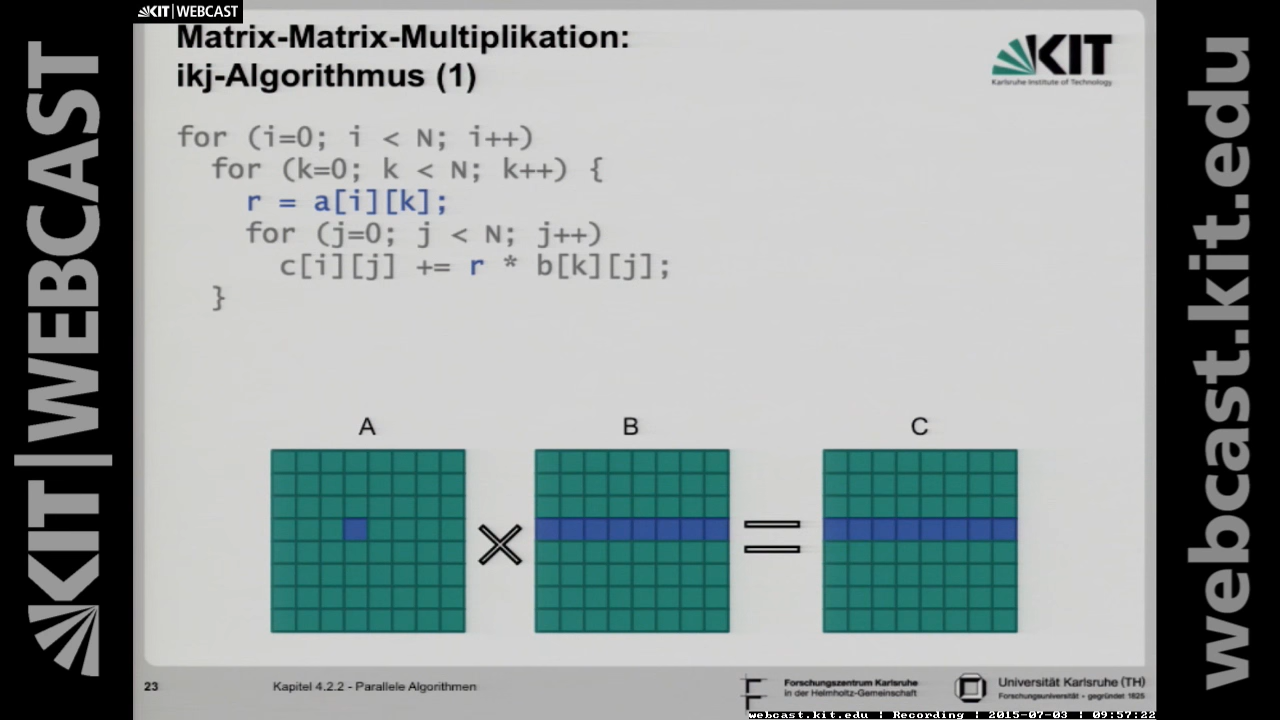 KIT|WEBCAST
Matrix-Matrix-Multiplikation:
ikj-Algorithmus (1)
KIT
Karlsruhe Institute of Technology
for (i=0; i < N; i++)
for (k=0; k < N; k++) {
r = a[i][k];
for (j=0; j < N; j++)
c[i][j] += r * b[k][j];
}
A
B
C
23
Kapitel 4.2.2 - Parallele Algorithmen
Forschungszentrum Karlsruhe
in der Helmholtz-Gemeinschaft
Universität Karlsruhe (TH)
Forschungsuniversität • gegründet 1825
webcast.kit.edu | Recording | 2015-07-03 | 09:57:22
KIT|WEBCAST
webcast.kit.edu